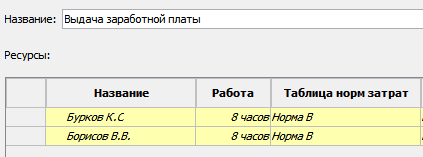 Название: Выдача заработной платы
Ресурсы:
Название Работа Таблица норм затрат
Бурков К.С 8 часов Норма В
Борисов В.В. 8 часов Норма В